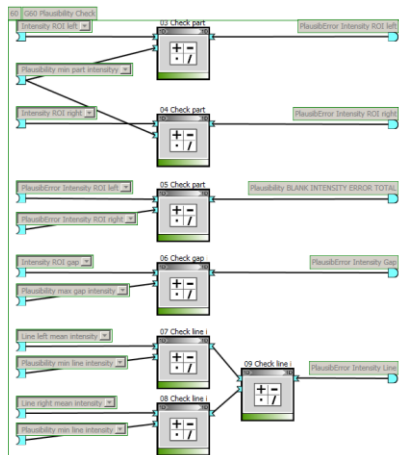 60 G60 Plausibility Check
Intensity ROI left
03 Check part
PlausibError Intensity ROI left
Plausibility min part intensityy
Intensity ROI right
04 Check part
PlausibError Intensity ROI right
PlausibError Intensity ROI left
05 Check part
Plausibility BLANK INTENSITY ERROR TOTAL
PlausibError Intensity ROI right
Intensity ROI gap
06 Check gap
PlausibError Intensity Gap
Plausibility max gap intensity
Line left mean intensity
07 Check line i
Plausibility min line intensity
09 Check line i
PlausibError Intensity Line
Line right mean intensity
08 Check line i
Plausibility min line intensity